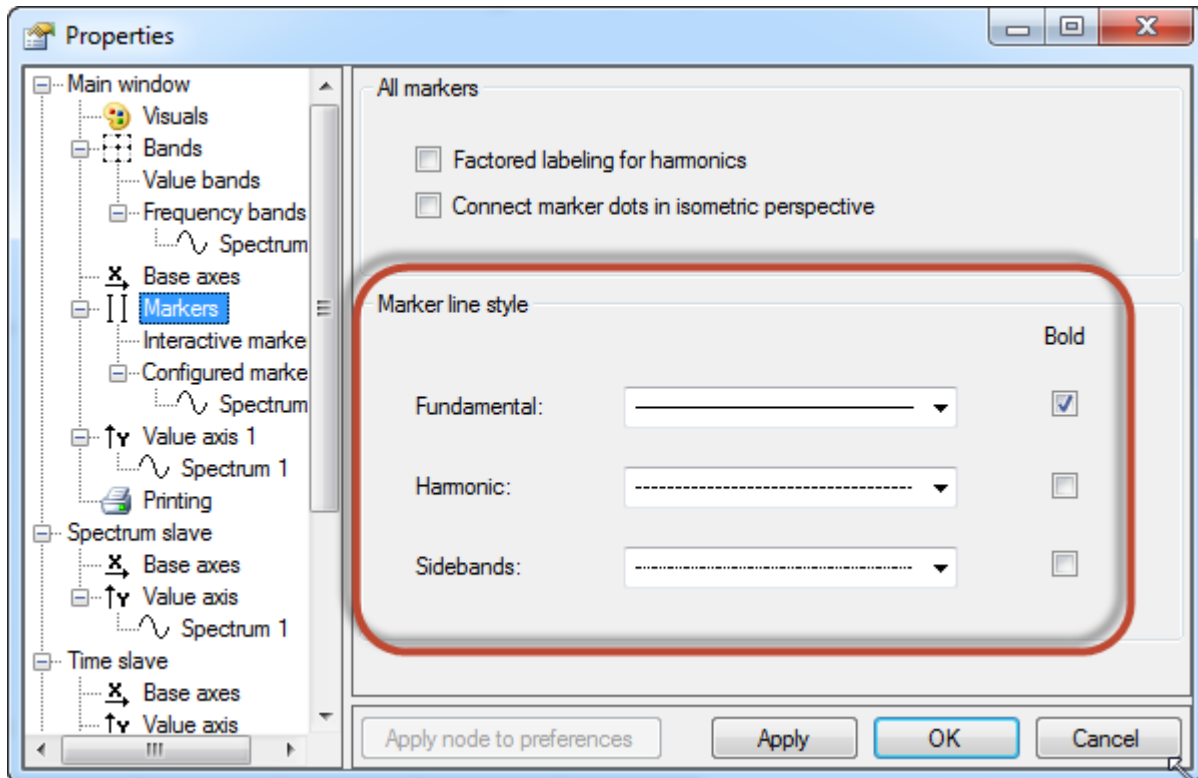 Properties
Main window
Visuals
Bands
Value bands
Frequency bands
Spectrum
X Base axes
Markers
Interactive marke
Configured marke
Spectrum
Y Value axis 1
Spectrum 1
Printing
Spectrum slave
X Base axes
Y Value axis
Spectrum 1
Time slave
X Base axes
Y Value axis
All markers
Factored labeling for harmonics
Connect marker dots in isometric perspective
Marker line style
Bold
Fundamental:
Harmonic:
Sidebands:
Apply node to preferences
Apply
OK
Cancel